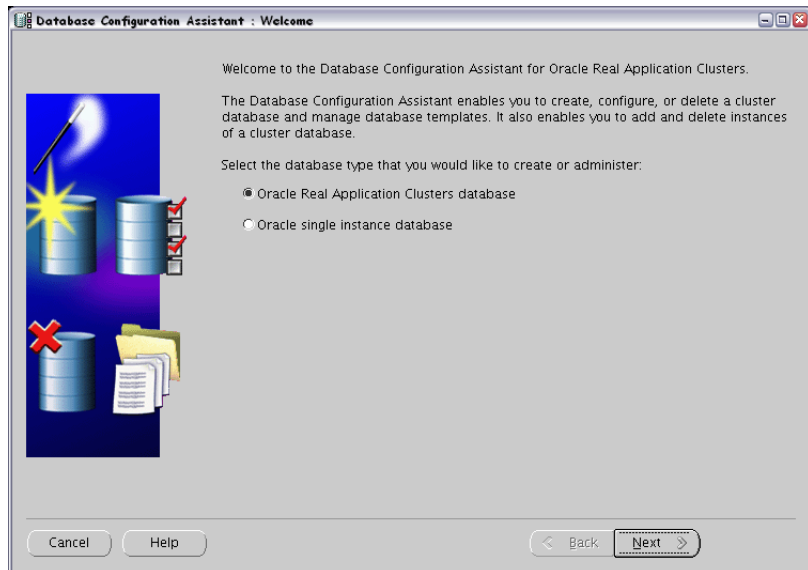 Database Configuration Assistant : Welcome
Welcome to the Database Configuration Assistant for Oracle Real Application Clusters.
The Database Configuration Assistant enables you to create, configure, or delete a cluster
database and manage database templates. It also enables you to add and delete instances
of a cluster database.
Select the database type that you would like to create or administer:
Oracle Real Application Clusters database
Oracle single instance database
Cancel
Help
Back
Next